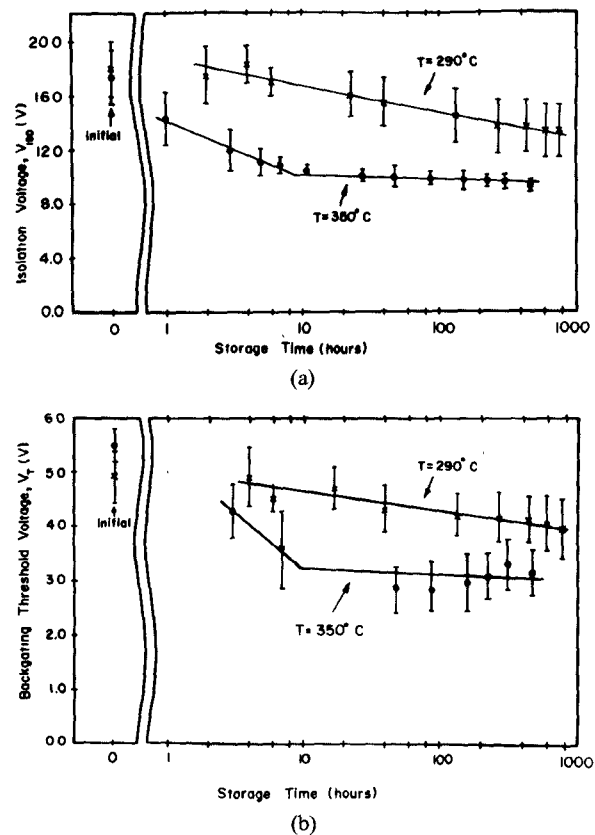 20.0
16.0
12.0
8.0
4.0
0.0
Isolation Voltage, V_ISO (V)
Initial
T=290° C
T=380° C
0 1 10 100 1000
Storage Time (hours)
(a)
6.0
5.0
4.0
3.0
2.0
1.0
0.0
Backgating Threshold Voltage, V_T (V)
Initial
T=290° C
T= 350° C
0 1 10 100 1000
Storage Time (hours)
(b)